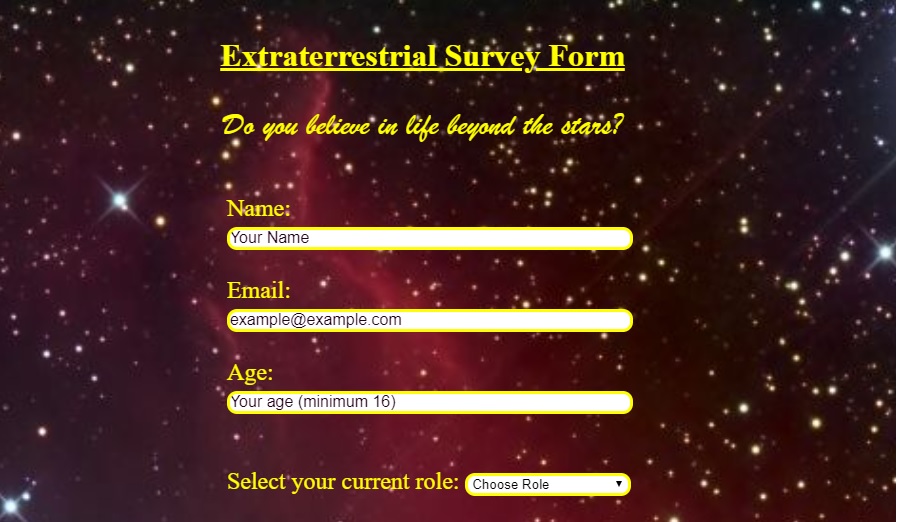 Extraterrestrial Survey Form
Do you believe in life beyond the stars?
Name:
Your Name
Email:
example@example.com
Age:
Your age (minimum 16)
Select your current role: Choose Role